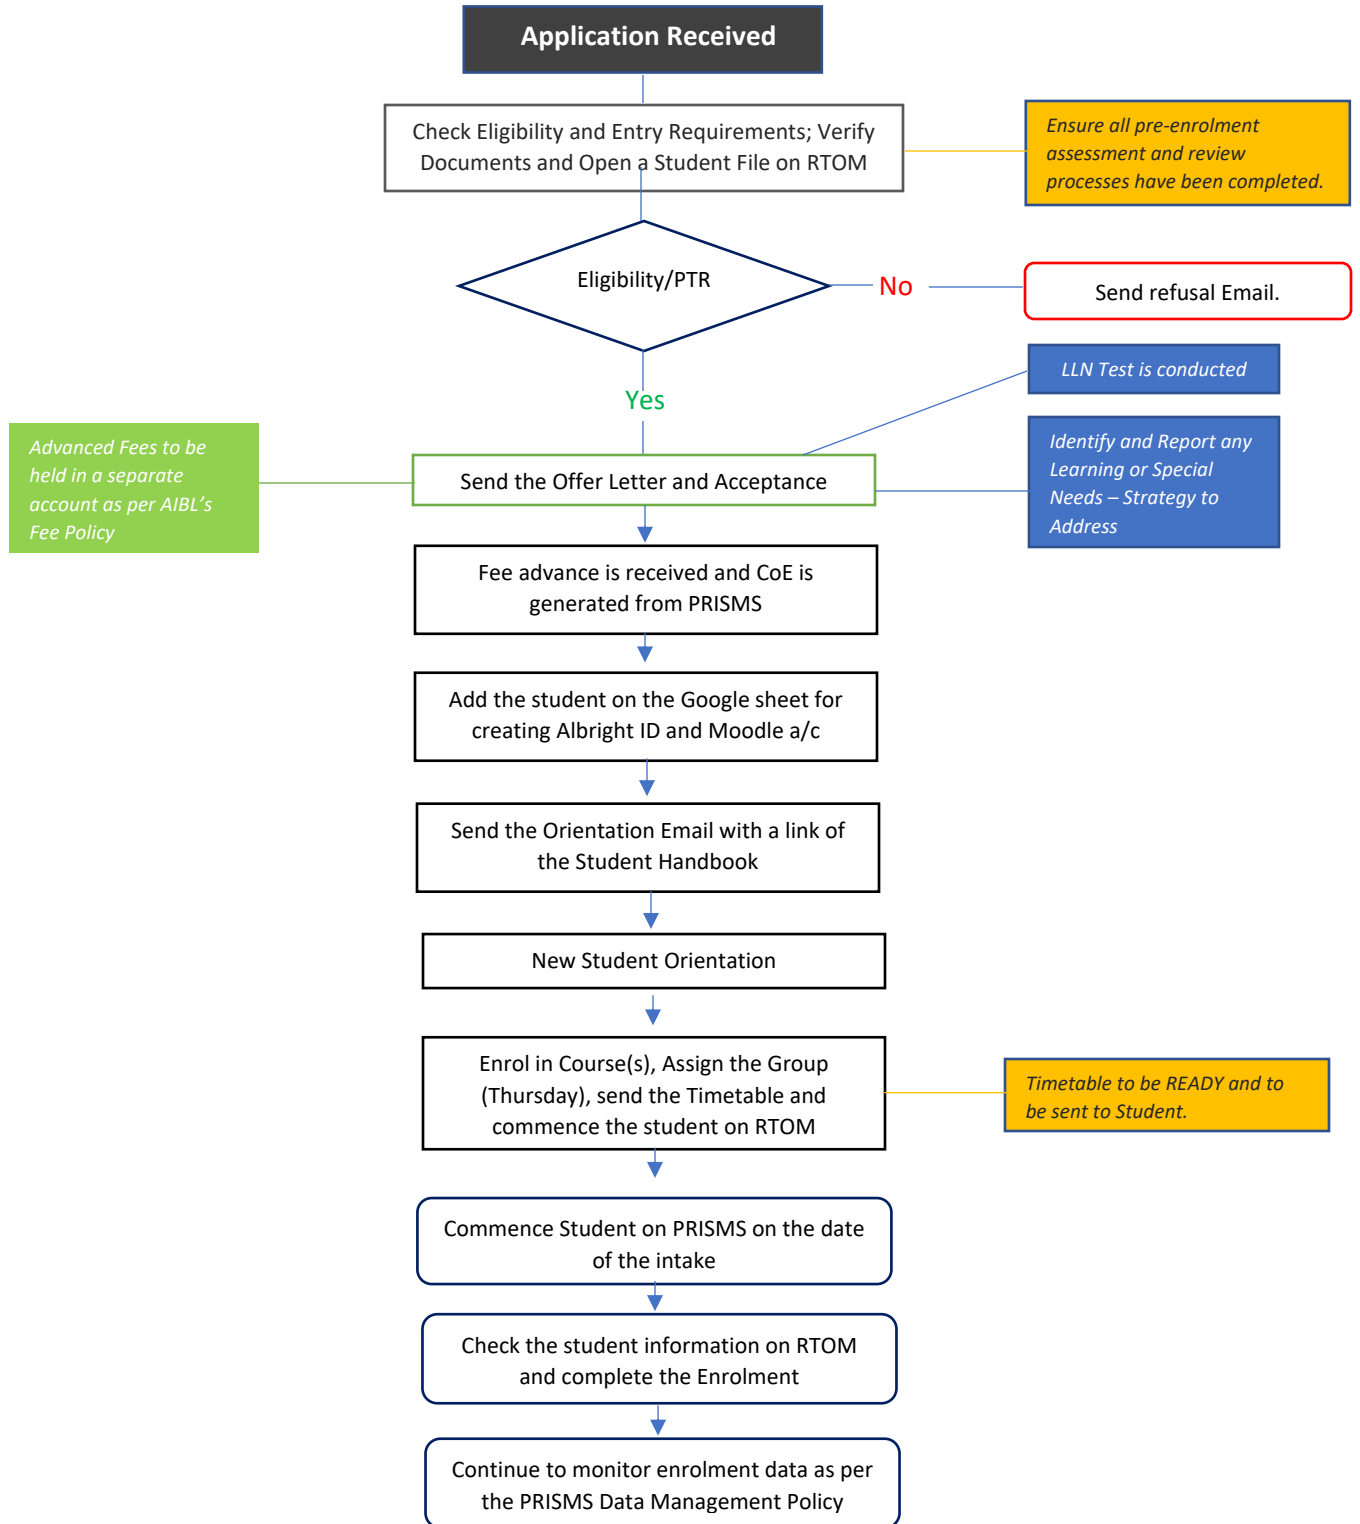 Application Received
Check Eligibility and Entry Requirements; Verify
Documents and Open a Student File on RTOM
Ensure all pre-enrolment
assessment and review
processes have been completed.
Eligibility/PTR
No
Send refusal Email.
LLN Test is conducted
Yes
Advanced Fees to be
held in a separate
account as per AIBL’s
Fee Policy
Send the Offer Letter and Acceptance
Identify and Report any
Learning or Special
Needs – Strategy to
Address
Fee advance is received and CoE is
generated from PRISMS
Add the student on the Google sheet for
creating Albright ID and Moodle a/c
Send the Orientation Email with a link of
the Student Handbook
New Student Orientation
Enrol in Course(s), Assign the Group
(Thursday), send the Timetable and
commence the student on RTOM
Timetable to be READY and to
be sent to Student.
Commence Student on PRISMS on the date
of the intake
Check the student information on RTOM
and complete the Enrolment
Continue to monitor enrolment data as per
the PRISMS Data Management Policy